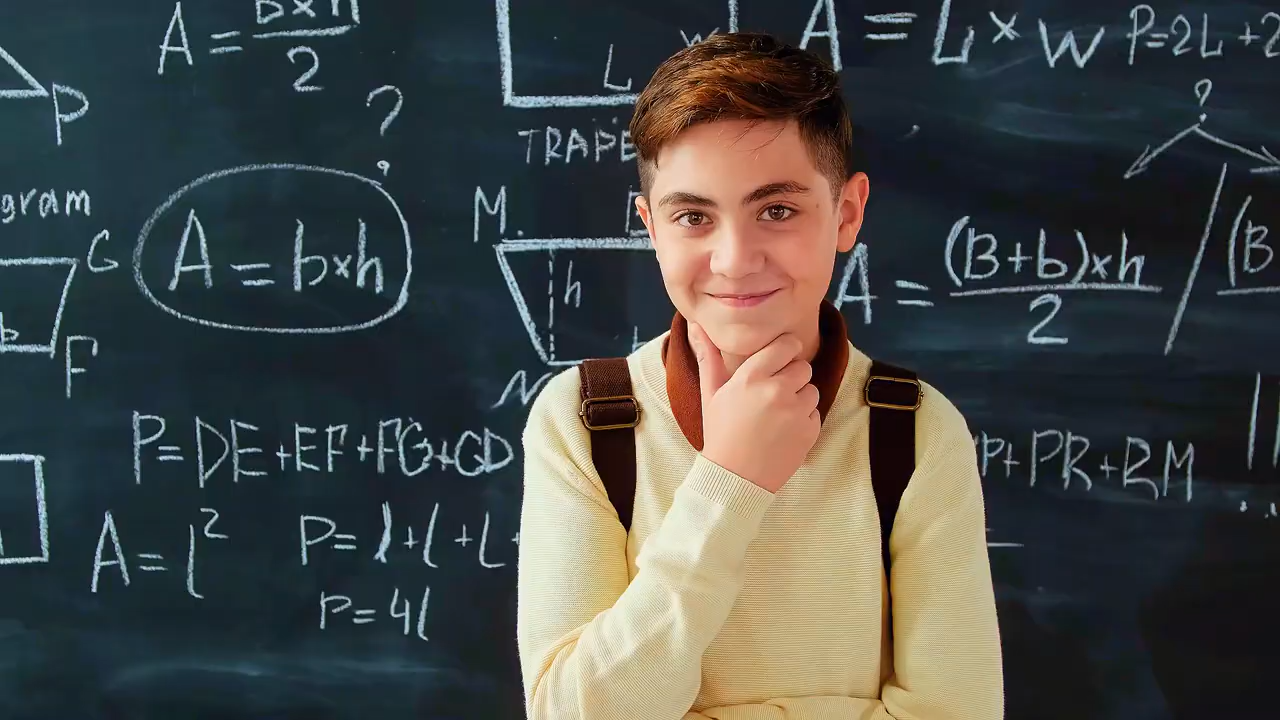 A = b×h / 2
L
W
A = L × W
P=2L +2
P
?
?
TRAPE
gram
M.
G
A = b×h
h
A = (B+b)×h / 2 / (B
b
b
F
N
P=DE+EF+FG+GD
P+PR+RM
A= l²
P= l+l +L+
P= 4l